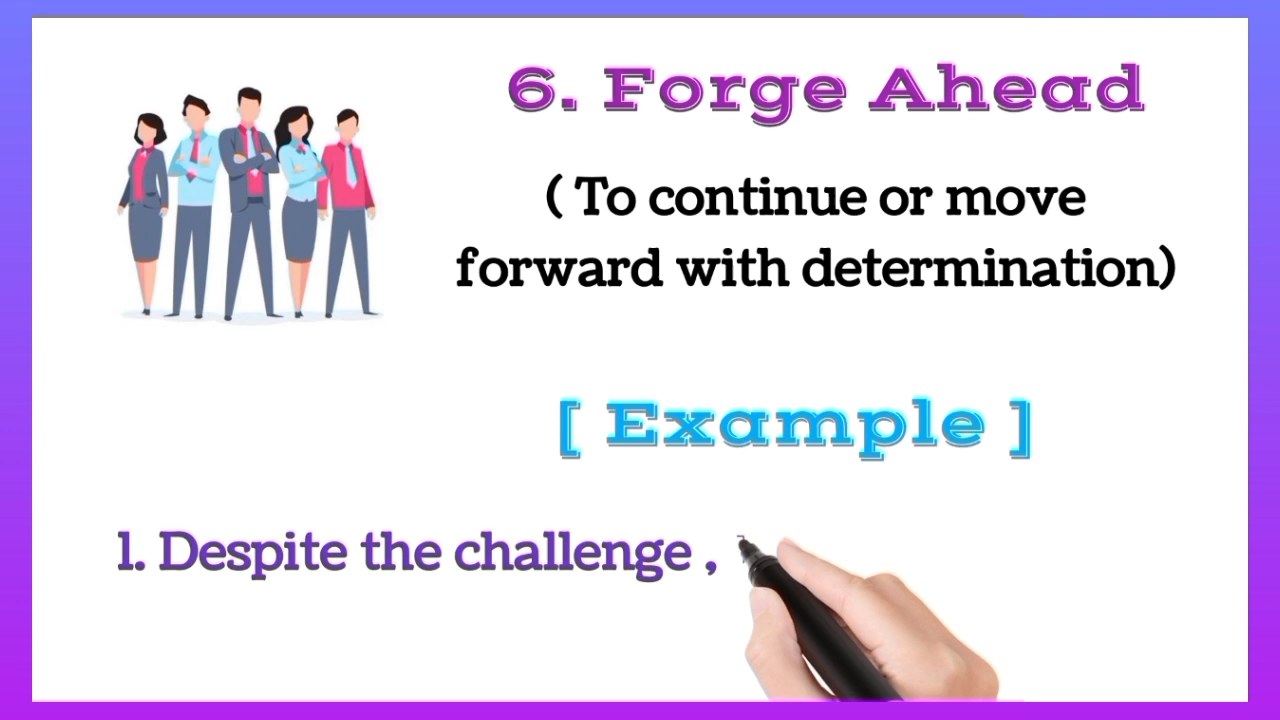 6. Forge Ahead
( To continue or move
forward with determination)
[ Example ]
1. Despite the challenge ,